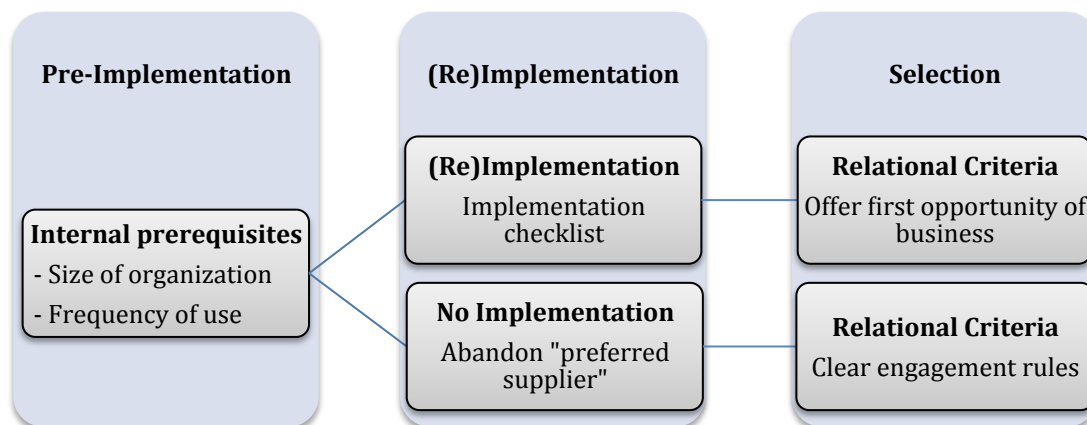 Pre-Implementation
(Re)Implementation
Selection
Internal prerequisites
- Size of organization
- Frequency of use
(Re)Implementation
Implementation
checklist
No Implementation
Abandon "preferred
supplier"
Relational Criteria
Offer first opportunity of
business
Relational Criteria
Clear engagement rules